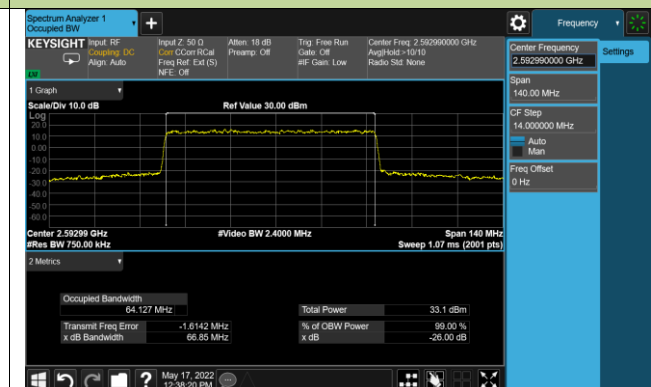 Spectrum Analyzer 1
Occupied BW
Frequency
KEYSIGHT
Input: RF
Coupling: DC
Align: Auto
Input Z: 50 Ω
Corr CCorr RCal
Freq Ref: Ext (S)
NFE: Off
Atten: 18 dB
Preamp: Off
Trig: Free Run
Gate: Off
#IF Gain: Low
Center Freq: 2.592990000 GHz
Avg|Hold:>10/10
Radio Std: None
Center Frequency
2.592990000 GHz
Settings
Span
140.00 MHz
CF Step
14.000000 MHz
Auto
Man
Freq Offset
0 Hz
1 Graph
Scale/Div 10.0 dB
Ref Value 30.00 dBm
Log
20.0
10.0
0.00
-10.0
-20.0
-30.0
-40.0
-50.0
-60.0
Center 2.59299 GHz
#Video BW 2.4000 MHz
Span 140 MHz
#Res BW 750.00 kHz
Sweep 1.07 ms (2001 pts)
2 Metrics
Occupied Bandwidth
64.127 MHz
Total Power
33.1 dBm
Transmit Freq Error
-1.6142 MHz
% of OBW Power
99.00 %
x dB Bandwidth
66.85 MHz
x dB
-26.00 dB
?
May 17, 2022
12:38:20 PM